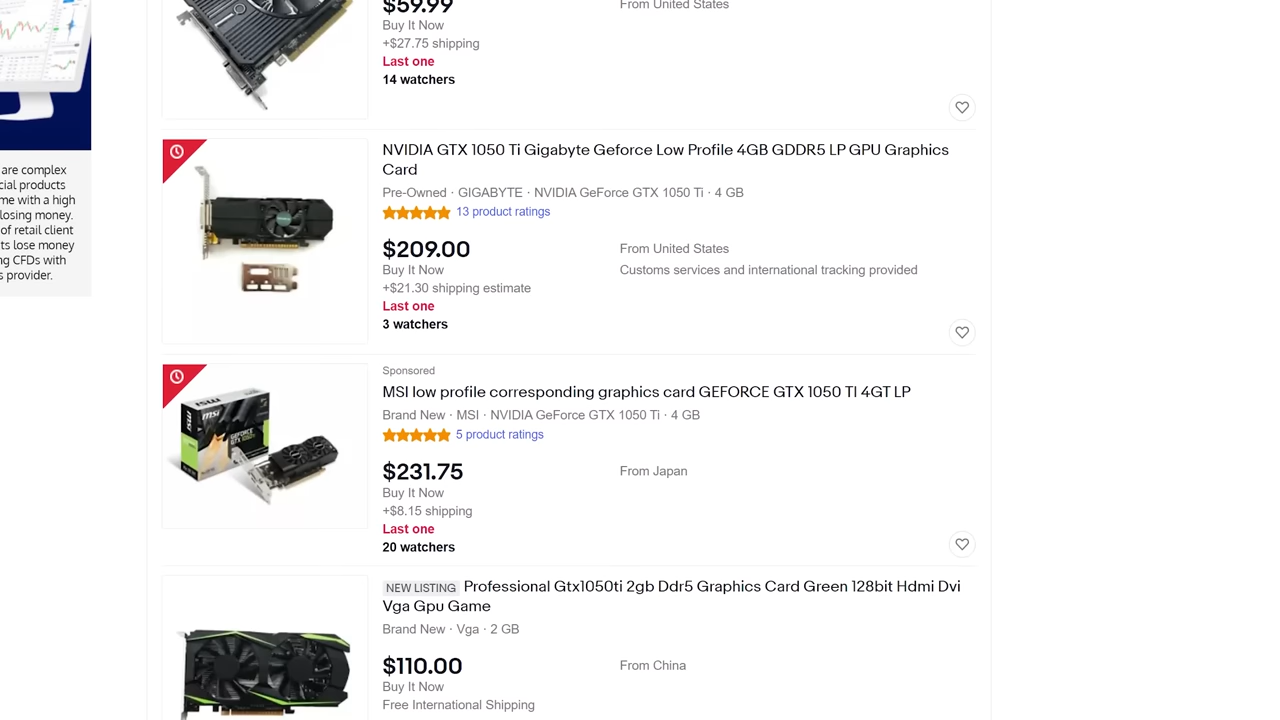 $59.99
From United States
Buy It Now
+$27.75 shipping
Last one
14 watchers
are complex
cial products
me with a high
losing money.
of retail client
ts lose money
ng CFDs with
s provider.
NVIDIA GTX 1050 Ti Gigabyte Geforce Low Profile 4GB GDDR5 LP GPU Graphics
Card
Pre-Owned · GIGABYTE · NVIDIA GeForce GTX 1050 Ti · 4 GB
13 product ratings
$209.00
From United States
Buy It Now
Customs services and international tracking provided
+$21.30 shipping estimate
Last one
3 watchers
Sponsored
MSI low profile corresponding graphics card GEFORCE GTX 1050 TI 4GT LP
Brand New · MSI · NVIDIA GeForce GTX 1050 Ti · 4 GB
5 product ratings
$231.75
From Japan
Buy It Now
+$8.15 shipping
Last one
20 watchers
msi
msi
GEFORCE
GTX 1050Ti
NEW LISTING Professional Gtx1050ti 2gb Ddr5 Graphics Card Green 128bit Hdmi Dvi
Vga Gpu Game
Brand New · Vga · 2 GB
$110.00
From China
Buy It Now
Free International Shipping